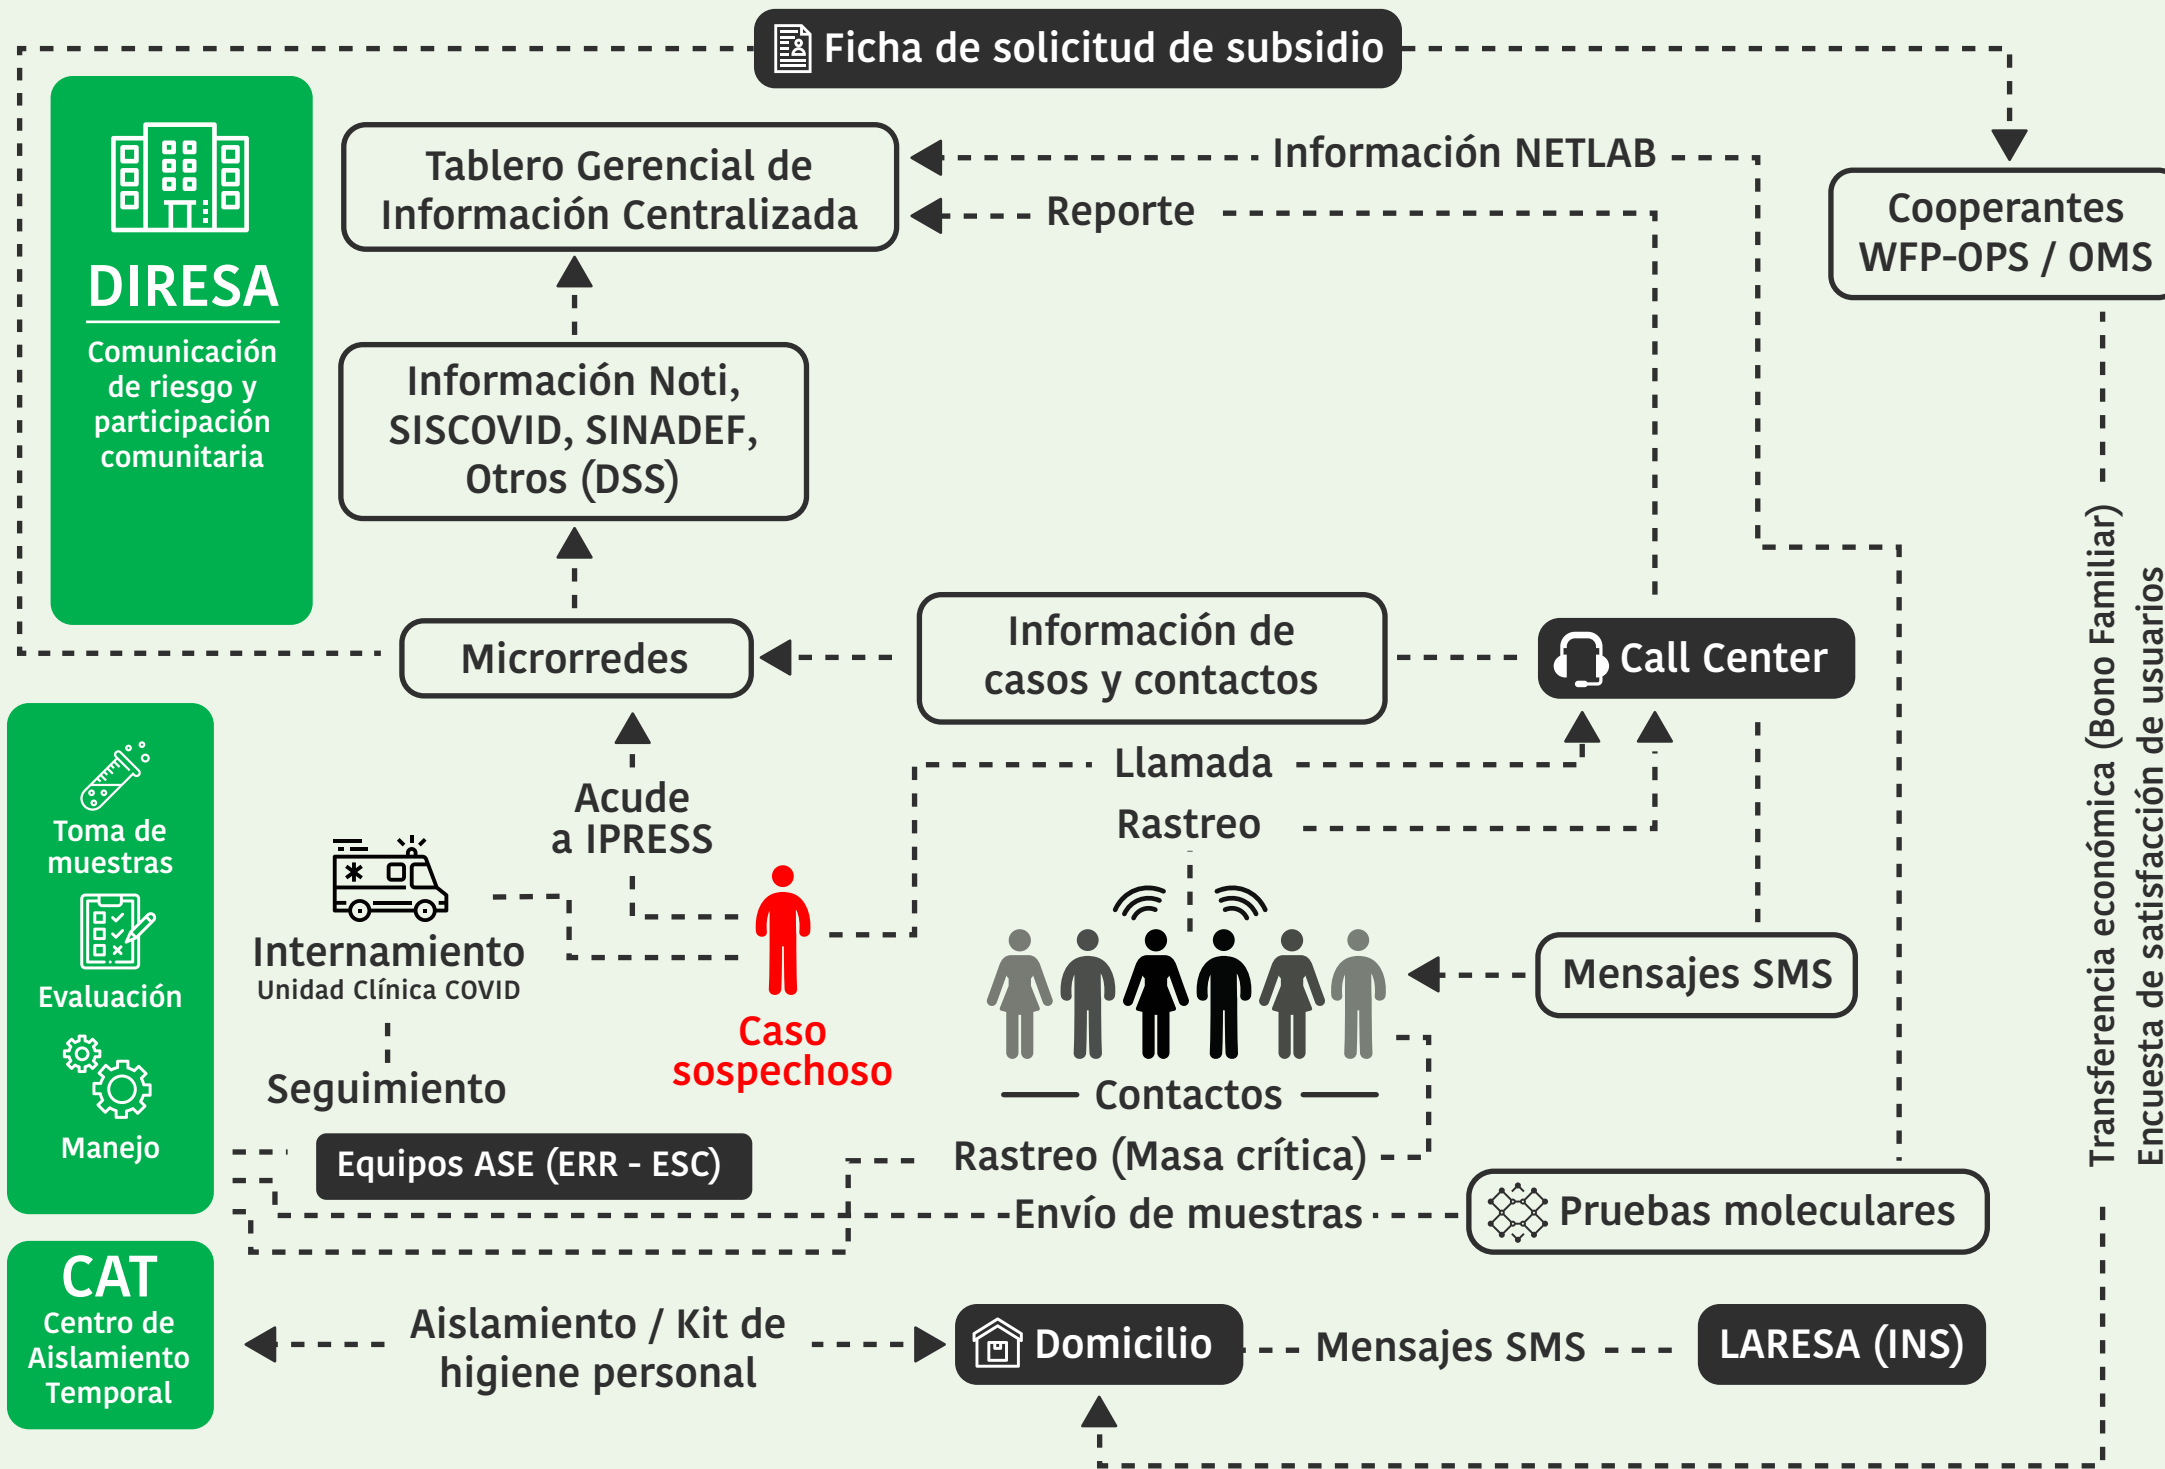 Ficha de solicitud de subsidio
DIRESA
Comunicación
de riesgo y
participación
comunitaria
Tablero Gerencial de
Información Centralizada
Información NETLAB
Reporte
Cooperantes
WFP-OPS / OMS
Información Noti,
SISCOVID, SINADEF,
Otros (DSS)
Microrredes
Información de
casos y contactos
Call Center
Transferencia económica (Bono Familiar)
Encuesta de satisfacción de usuarios
Toma de
muestras
Evaluación
Manejo
Acude
a IPRESS
Llamada
Rastreo
Internamiento
Unidad Clínica COVID
Seguimiento
Caso
sospechoso
Mensajes SMS
Contactos
Equipos ASE (ERR - ESC)
Rastreo (Masa crítica)
Envío de muestras
Pruebas moleculares
CAT
Centro de
Aislamiento
Temporal
Aislamiento / Kit de
higiene personal
Domicilio
Mensajes SMS
LARESA (INS)